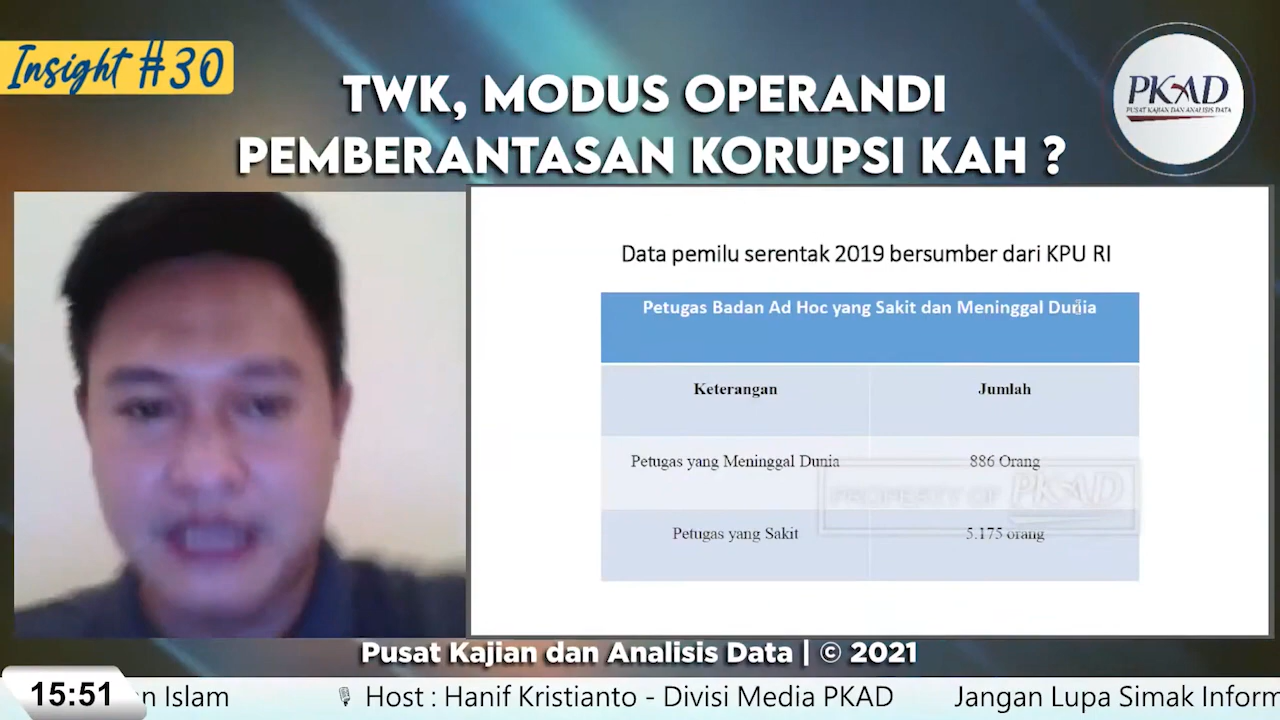 Insight #30
TWK, MODUS OPERANDI
PEMBERANTASAN KORUPSI KAH ?
PKAD
PUSAT KAJIAN DAN ANALISIS DATA
Data pemilu serentak 2019 bersumber dari KPU RI
Petugas Badan Ad Hoc yang Sakit dan Meninggal Dunia
Keterangan Jumlah
Petugas yang Meninggal Dunia 886 Orang
PROPERTY OF PKAD
Petugas yang Sakit 5.175 orang
Pusat Kajian dan Analisis Data | © 2021
15:51 n Islam Host : Hanif Kristianto - Divisi Media PKAD Jangan Lupa Simak Inform